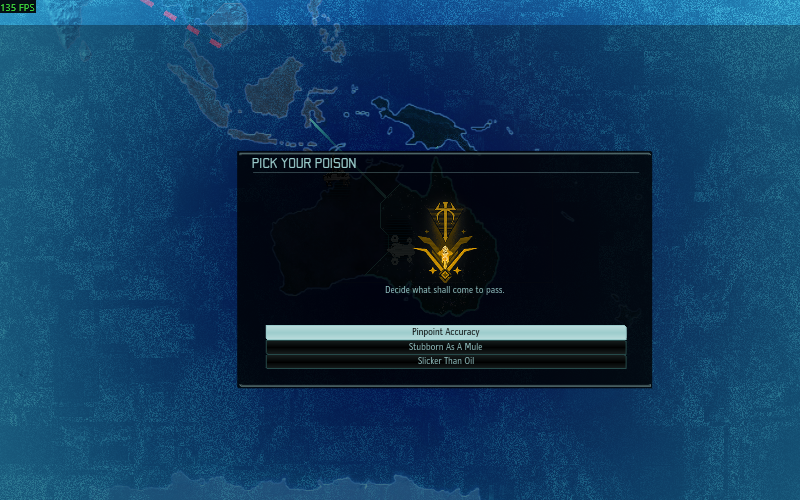 135 FPS
PICK YOUR POISON
Decide what shall come to pass.
Pinpoint Accuracy
Stubborn As A Mule
Slicker Than Oil